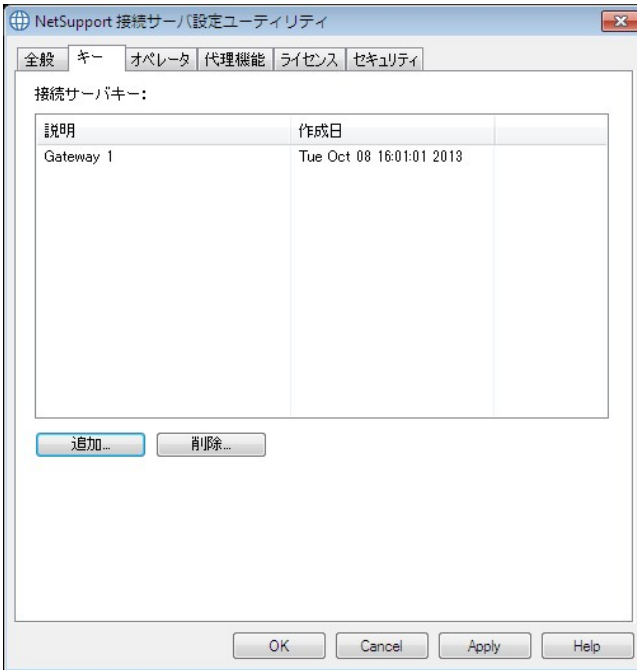 NetSupport 接続サーバ設定ユーティリティ
全般 キー オペレータ 代理機能 ライセンス セキュリティ
接続サーバキー:
説明 作成日
Gateway 1 Tue Oct 08 16:01:01 2013
追加... 削除...
OK Cancel Apply Help